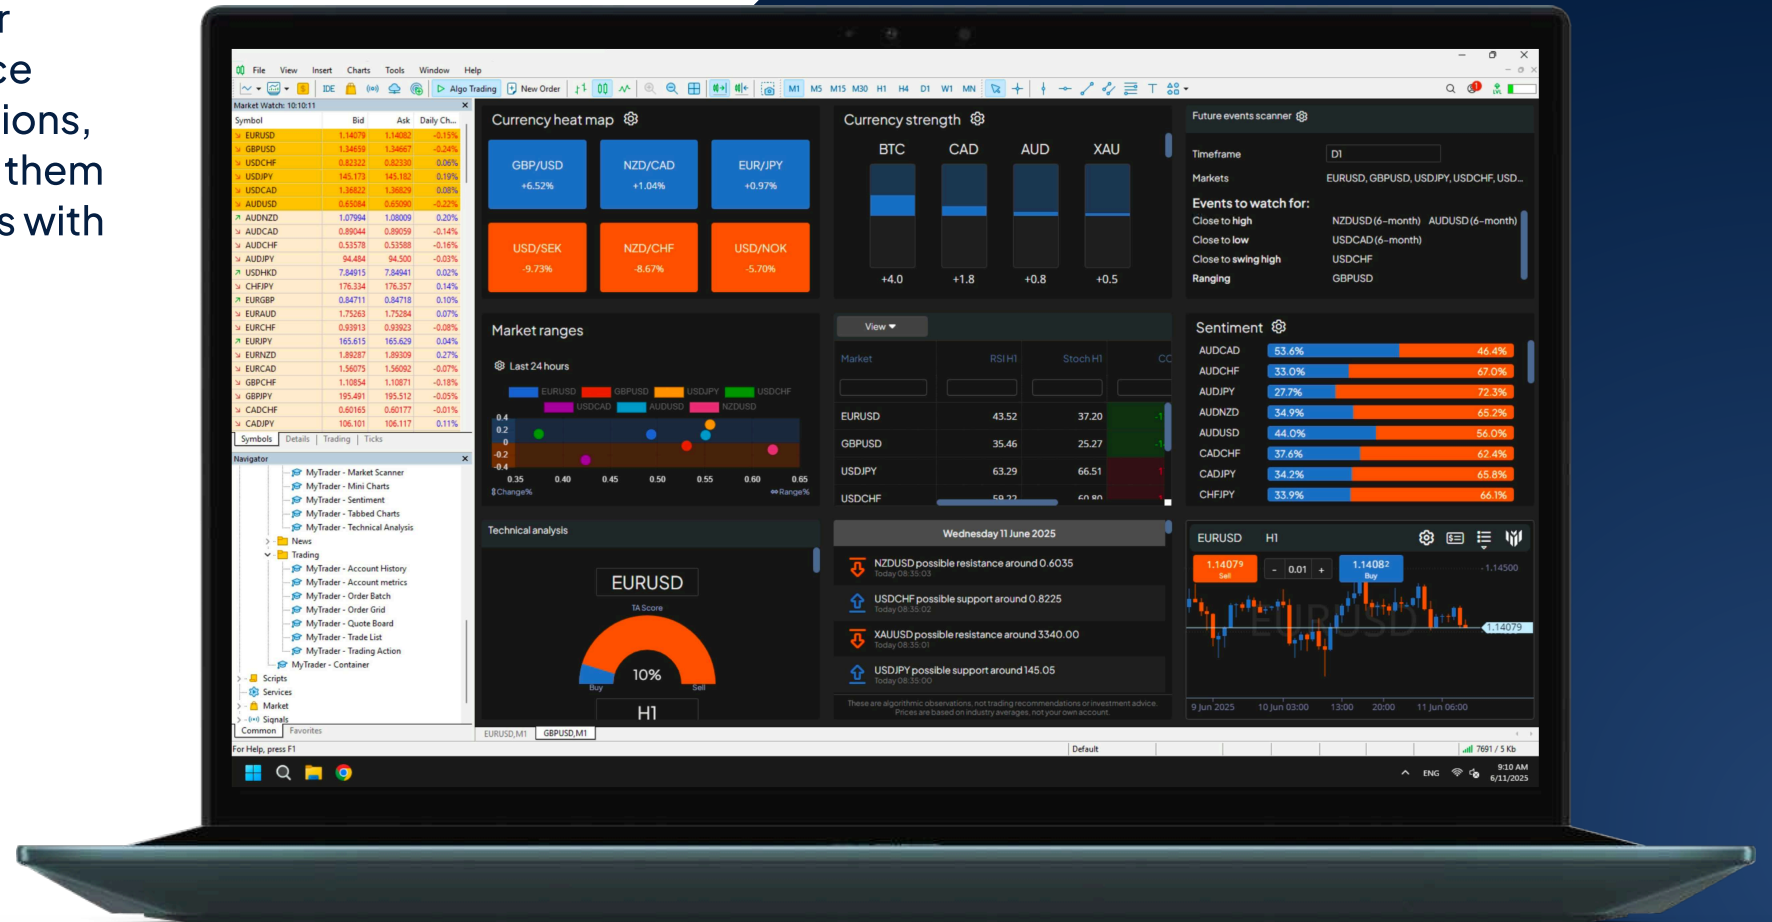 r
ce
ions,
them
s with
File View Insert Charts Tools Window Help
IDE Algo Trading New Order M1 M5 M15 M30 H1 H4 D1 W1 MN
Market Watch: 10:10:11
Symbol Bid Ask Daily Ch...
EURUSD 1.14079 1.14082 -0.15%
GBPUSD 1.34659 1.34667 -0.24%
USDCHF 0.82322 0.82330 0.06%
USDJPY 145.173 145.182 0.19%
USDCAD 1.36822 1.36829 0.08%
AUDUSD 0.65084 0.65090 -0.22%
AUDNZD 1.07994 1.08009 0.20%
AUDCAD 0.89044 0.89059 -0.14%
AUDCHF 0.53578 0.53588 -0.16%
AUDJPY 94.484 94.500 -0.03%
USDHKD 7.84915 7.84941 0.02%
CHFJPY 176.334 176.357 0.14%
EURGBP 0.84711 0.84718 0.10%
EURAUD 1.75263 1.75284 0.07%
EURCHF 0.93913 0.93923 -0.08%
EURJPY 165.615 165.629 0.04%
EURNZD 1.89287 1.89309 0.27%
EURCAD 1.56075 1.56092 -0.07%
GBPCHF 1.10854 1.10871 -0.18%
GBPJPY 195.491 195.512 -0.05%
CADCHF 0.60165 0.60177 -0.01%
CADJPY 106.101 106.117 0.11%
Symbols Details Trading Ticks
Navigator
MyTrader - Market Scanner
MyTrader - Mini Charts
MyTrader - Sentiment
MyTrader - Tabbed Charts
MyTrader - Technical Analysis
News
Trading
MyTrader - Account History
MyTrader - Account metrics
MyTrader - Order Batch
MyTrader - Order Grid
MyTrader - Quote Board
MyTrader - Trade List
MyTrader - Trading Action
MyTrader - Container
Scripts
Services
Market
Signals
Common Favorites
For Help, press F1
Currency heat map
GBP/USD NZD/CAD EUR/JPY
+6.52% +1.04% +0.97%
USD/SEK NZD/CHF USD/NOK
-9.73% -8.67% -5.70%
Currency strength
BTC CAD AUD XAU
+4.0 +1.8 +0.8 +0.5
Future events scanner
Timeframe D1
Markets EURUSD, GBPUSD, USDJPY, USDCHF, USD...
Events to watch for:
Close to high NZDUSD (6-month) AUDUSD (6-month)
Close to low USDCAD (6-month)
Close to swing high USDCHF
Ranging GBPUSD
Market ranges
Last 24 hours
EURUSD GBPUSD USDJPY USDCHF
USDCAD AUDUSD NZDUSD
0.4
0.2
0
-0.2
-0.4
0.35 0.40 0.45 0.50 0.55 0.60 0.65
Change% Range%
View
Market RSI H1 Stoch H1 CC
EURUSD 43.52 37.20 -1
GBPUSD 35.46 25.27
USDJPY 63.29 66.51 1
USDCHF 59.22 60.80
Sentiment
AUDCAD 53.6% 46.4%
AUDCHF 33.0% 67.0%
AUDJPY 27.7% 72.3%
AUDNZD 34.9% 65.2%
AUDUSD 44.0% 56.0%
CADCHF 37.6% 62.4%
CADJPY 34.2% 65.8%
CHFJPY 33.9% 66.1%
Technical analysis
EURUSD
TA Score
10%
Buy Sell
H1
Wednesday 11 June 2025
NZDUSD possible resistance around 0.6035
Today 08:35:03
USDCHF possible support around 0.8225
Today 08:35:02
XAUUSD possible resistance around 3340.00
Today 08:35:01
USDJPY possible support around 145.05
Today 08:35:00
These are algorithmic observations, not trading recommendations or investment advice.
Prices are based on industry averages, not your own account.
EURUSD H1
1.14079 - 0.01 + 1.14082
Sell Buy
1.14500
EURUSD
1.14079
9 Jun 2025 10 Jun 03:00 13:00 20:00 11 Jun 06:00
EURUSD,M1 GBPUSD,M1
Default 7691 / 5 Kb
ENG 9:10 AM
6/11/2025